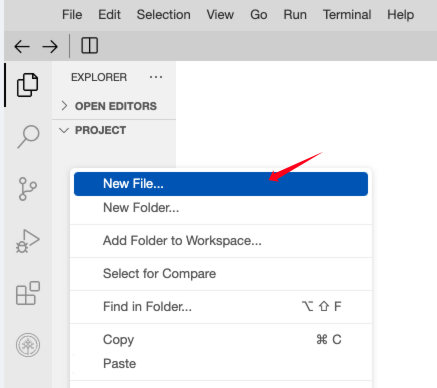 File Edit Selection View Go Run Terminal Help
EXPLORER ...
OPEN EDITORS
PROJECT
New File...
New Folder...
Add Folder to Workspace...
Select for Compare
Find in Folder... ⌥ ⇧ F
Copy ⌘ C
Paste